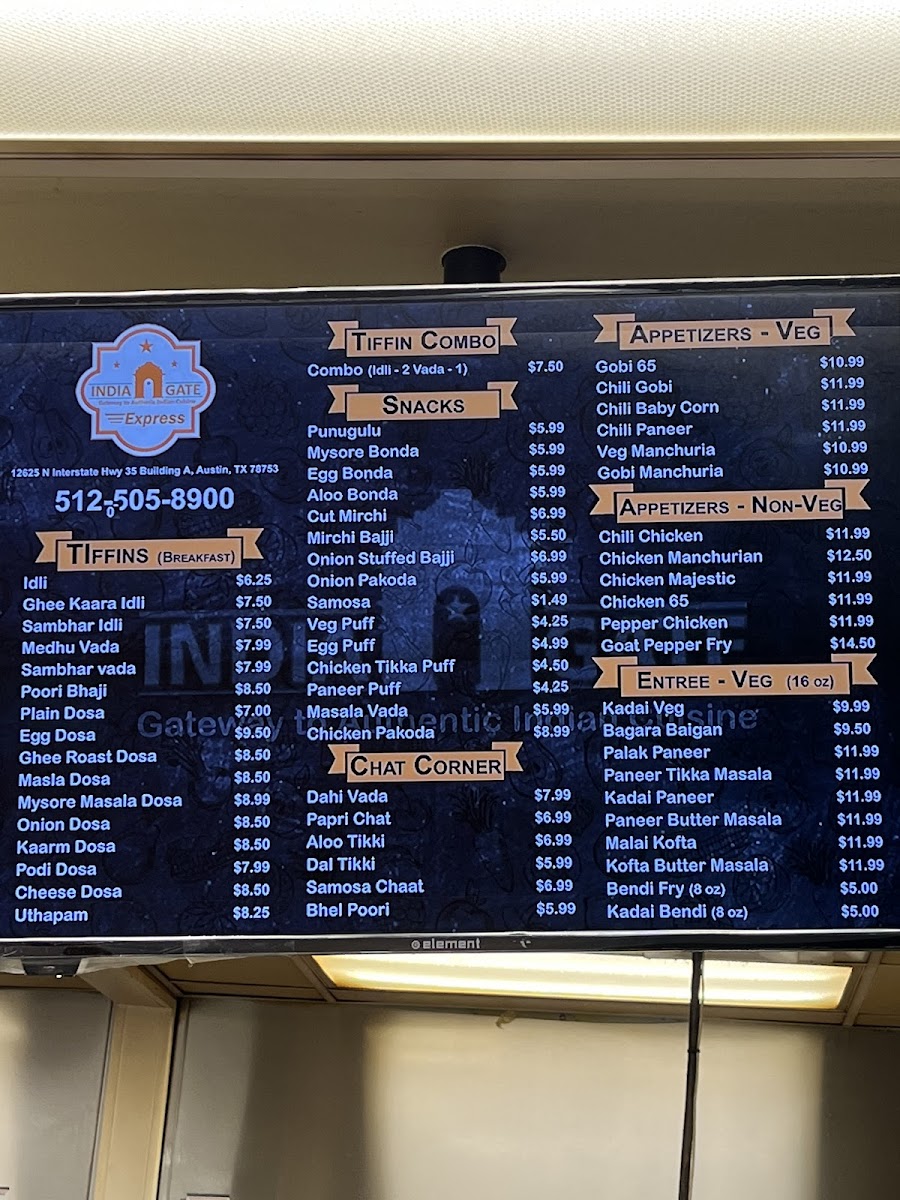 INDIA GATE
Gateway to Authentic Indian Cuisine
Express
12625 N Interstate Hwy 35 Building A, Austin, TX 78753
512-505-8900
TIffins (Breakfast)
Idli $6.25
Ghee Kaara Idli $7.50
Sambhar Idli $7.50
Medhu Vada $7.99
Sambhar vada $7.99
Poori Bhaji $8.50
Plain Dosa $7.00
Egg Dosa $9.50
Ghee Roast Dosa $8.50
Masla Dosa $8.50
Mysore Masala Dosa $8.99
Onion Dosa $8.50
Kaarm Dosa $8.50
Podi Dosa $7.99
Cheese Dosa $8.50
Uthapam $8.25
Tiffin Combo
Combo (Idli - 2 Vada - 1) $7.50
Snacks
Punugulu $5.99
Mysore Bonda $5.99
Egg Bonda $5.99
Aloo Bonda $5.99
Cut Mirchi $6.99
Mirchi Bajji $5.50
Onion Stuffed Bajji $6.99
Onion Pakoda $5.99
Samosa $1.49
Veg Puff $4.25
Egg Puff $4.99
Chicken Tikka Puff $4.50
Paneer Puff $4.25
Masala Vada $5.99
Chicken Pakoda $8.99
Chat Corner
Dahi Vada $7.99
Papri Chat $6.99
Aloo Tikki $6.99
Dal Tikki $5.99
Samosa Chaat $6.99
Bhel Poori $5.99
Appetizers - Veg
Gobi 65 $10.99
Chili Gobi $11.99
Chili Baby Corn $11.99
Chili Paneer $11.99
Veg Manchuria $10.99
Gobi Manchuria $10.99
Appetizers - Non-Veg
Chili Chicken $11.99
Chicken Manchurian $12.50
Chicken Majestic $11.99
Chicken 65 $11.99
Pepper Chicken $11.99
Goat Pepper Fry $14.50
Entree - Veg (16 oz)
Kadai Veg $9.99
Bagara Baigan $9.50
Palak Paneer $11.99
Paneer Tikka Masala $11.99
Kadai Paneer $11.99
Paneer Butter Masala $11.99
Malai Kofta $11.99
Kofta Butter Masala $11.99
Bendi Fry (8 oz) $5.00
Kadai Bendi (8 oz) $5.00
INDIA GATE
Gateway to Authentic Indian Cuisine
element